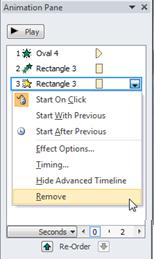 Animation Pane
Play
1 Oval 4
2 Rectangle 3
3 Rectangle 3
Start On Click
Start With Previous
Start After Previous
Effect Options...
Timing...
Hide Advanced Timeline
Remove
Seconds 0 2
Re-Order